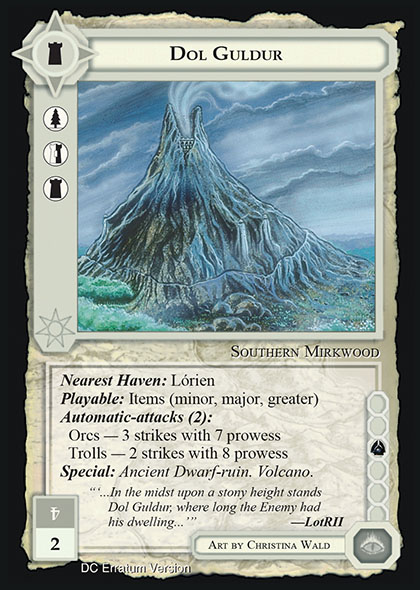 Dol Guldur
Southern Mirkwood
Nearest Haven: Lórien
Playable: Items (minor, major, greater)
Automatic-attacks (2):
Orcs — 3 strikes with 7 prowess
Trolls — 2 strikes with 8 prowess
Special: Ancient Dwarf-ruin. Volcano.
“‘...In the midst upon a stony height stands
Dol Guldur, where long the Enemy had
his dwelling...’”
—LotRII
2
Art by Christina Wald
DC Erratum Version